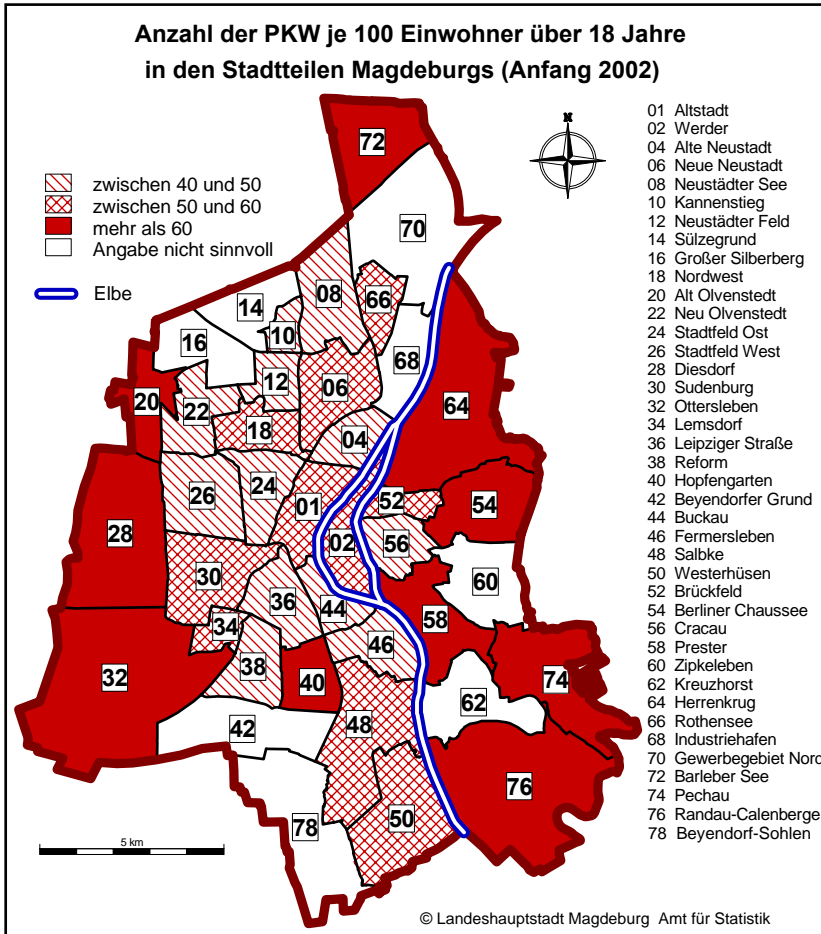 Anzahl der PKW je 100 Einwohner über 18 Jahre
in den Stadtteilen Magdeburgs (Anfang 2002)
zwischen 40 und 50
zwischen 50 und 60
mehr als 60
Angabe nicht sinnvoll
Elbe
N
01 Altstadt
02 Werder
04 Alte Neustadt
06 Neue Neustadt
08 Neustädter See
10 Kannenstieg
12 Neustädter Feld
14 Sülzegrund
16 Großer Silberberg
18 Nordwest
20 Alt Olvenstedt
22 Neu Olvenstedt
24 Stadtfeld Ost
26 Stadtfeld West
28 Diesdorf
30 Sudenburg
32 Ottersleben
34 Lemsdorf
36 Leipziger Straße
38 Reform
40 Hopfengarten
42 Beyendorfer Grund
44 Buckau
46 Fermersleben
48 Salbke
50 Westerhüsen
52 Brückfeld
54 Berliner Chaussee
56 Cracau
58 Prester
60 Zipkeleben
62 Kreuzhorst
64 Herrenkrug
66 Rothensee
68 Industriehafen
70 Gewerbegebiet Nord
72 Barleber See
74 Pechau
76 Randau-Calenberge
78 Beyendorf-Sohlen
72
70
08
66
14
10
16
68
12
06
20
22
64
18
04
26
24
01
52
54
28
02
56
30
60
36
44
58
34
46
38
32
40
74
62
42
48
76
50
78
5 km
© Landeshauptstadt Magdeburg Amt für Statistik